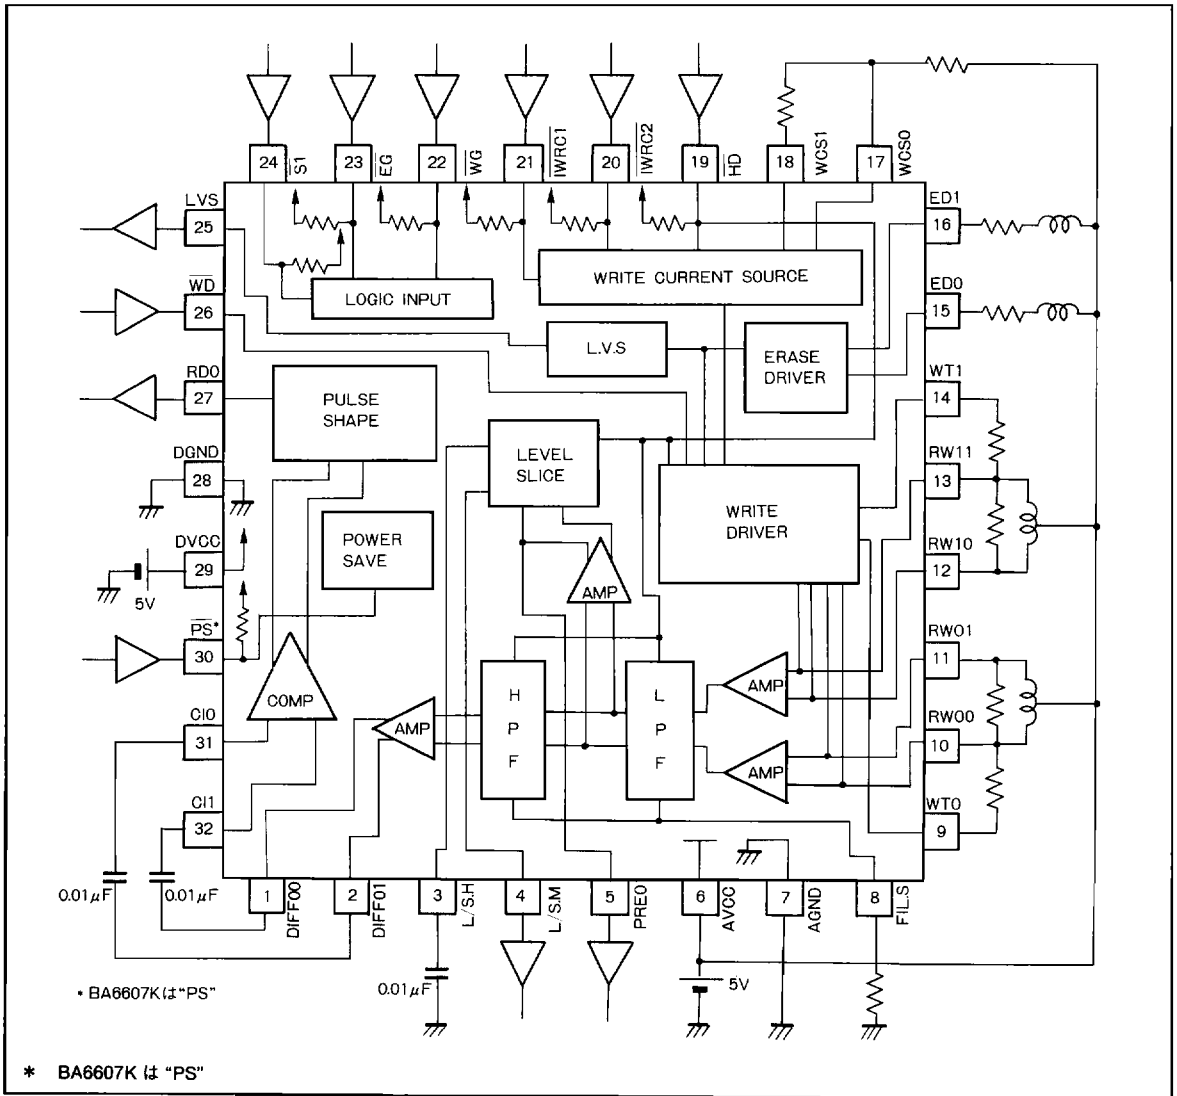 24
23
22
21
20
19
18
17
S1
EG
WG
IWRC1
IWRC2
HD
WCS1
WCS0
LVS
25
WD
26
RDO
27
DGND
28
DVCC
29
5V
PS*
30
CI0
31
CI1
32
ED1
16
ED0
15
WT1
14
RW11
13
RW10
12
RW01
11
RW00
10
WT0
9
LOGIC INPUT
WRITE CURRENT SOURCE
L.V.S
ERASE
DRIVER
PULSE
SHAPE
LEVEL
SLICE
WRITE
DRIVER
POWER
SAVE
AMP
COMP
AMP
HPF
LPF
AMP
AMP
0.01μF
0.01μF
1
2
3
4
5
6
7
8
DIFF00
DIFF01
L/S.H
L/S.M
PREO
AVCC
AGND
FIL.S
0.01μF
5V
* BA6607Kは“PS”
* BA6607K は “PS”